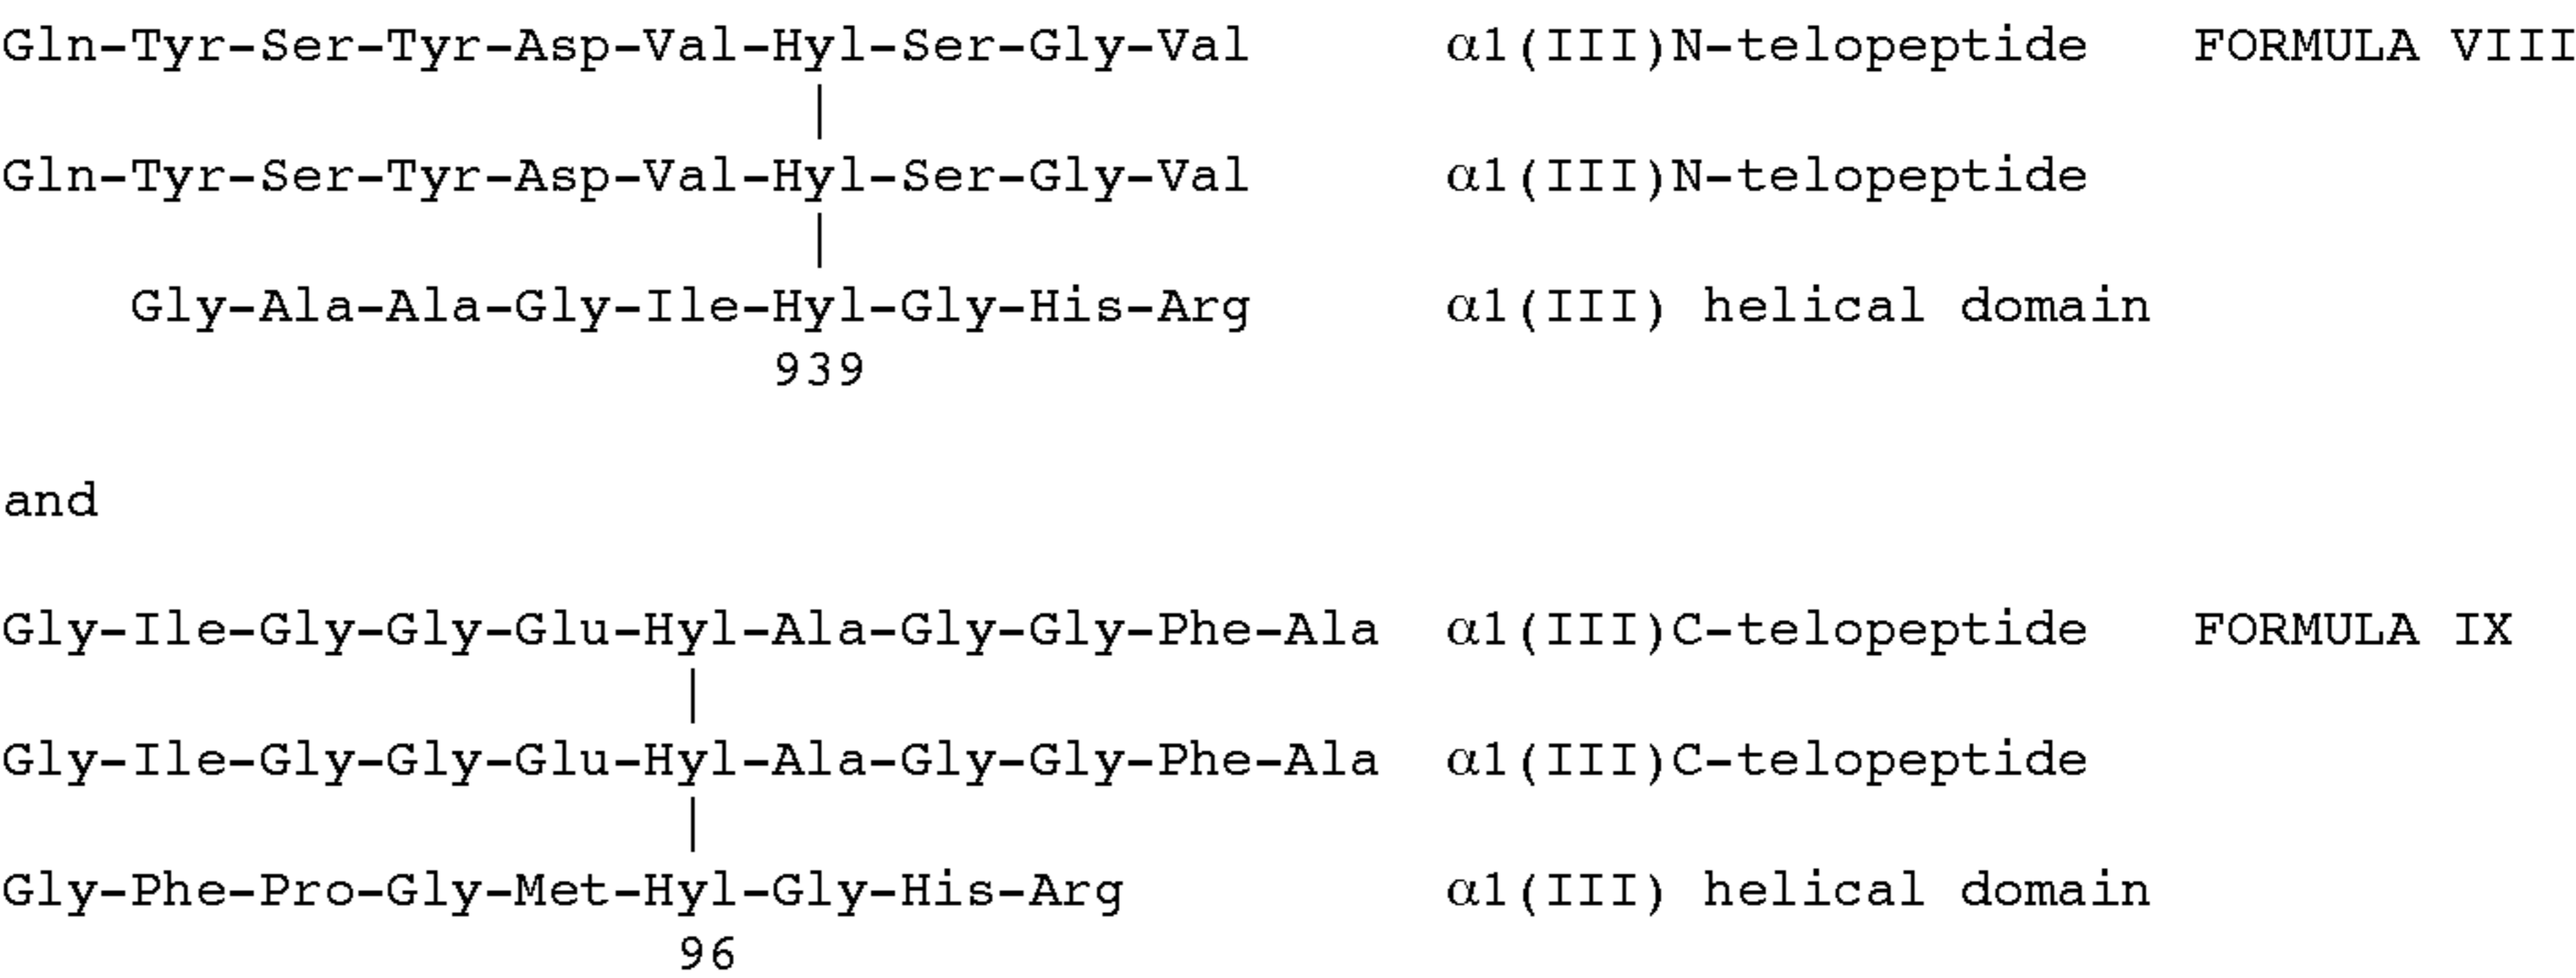 Gln-Tyr-Ser-Tyr-Asp-Val-Hyl-Ser-Gly-Val α1(III)N-telopeptide FORMULA VIII
Gln-Tyr-Ser-Tyr-Asp-Val-Hyl-Ser-Gly-Val α1(III)N-telopeptide
Gly-Ala-Ala-Gly-Ile-Hyl-Gly-His-Arg α1(III) helical domain
939
and
Gly-Ile-Gly-Gly-Glu-Hyl-Ala-Gly-Gly-Phe-Ala α1(III)C-telopeptide FORMULA IX
Gly-Ile-Gly-Gly-Glu-Hyl-Ala-Gly-Gly-Phe-Ala α1(III)C-telopeptide
Gly-Phe-Pro-Gly-Met-Hyl-Gly-His-Arg α1(III) helical domain
96